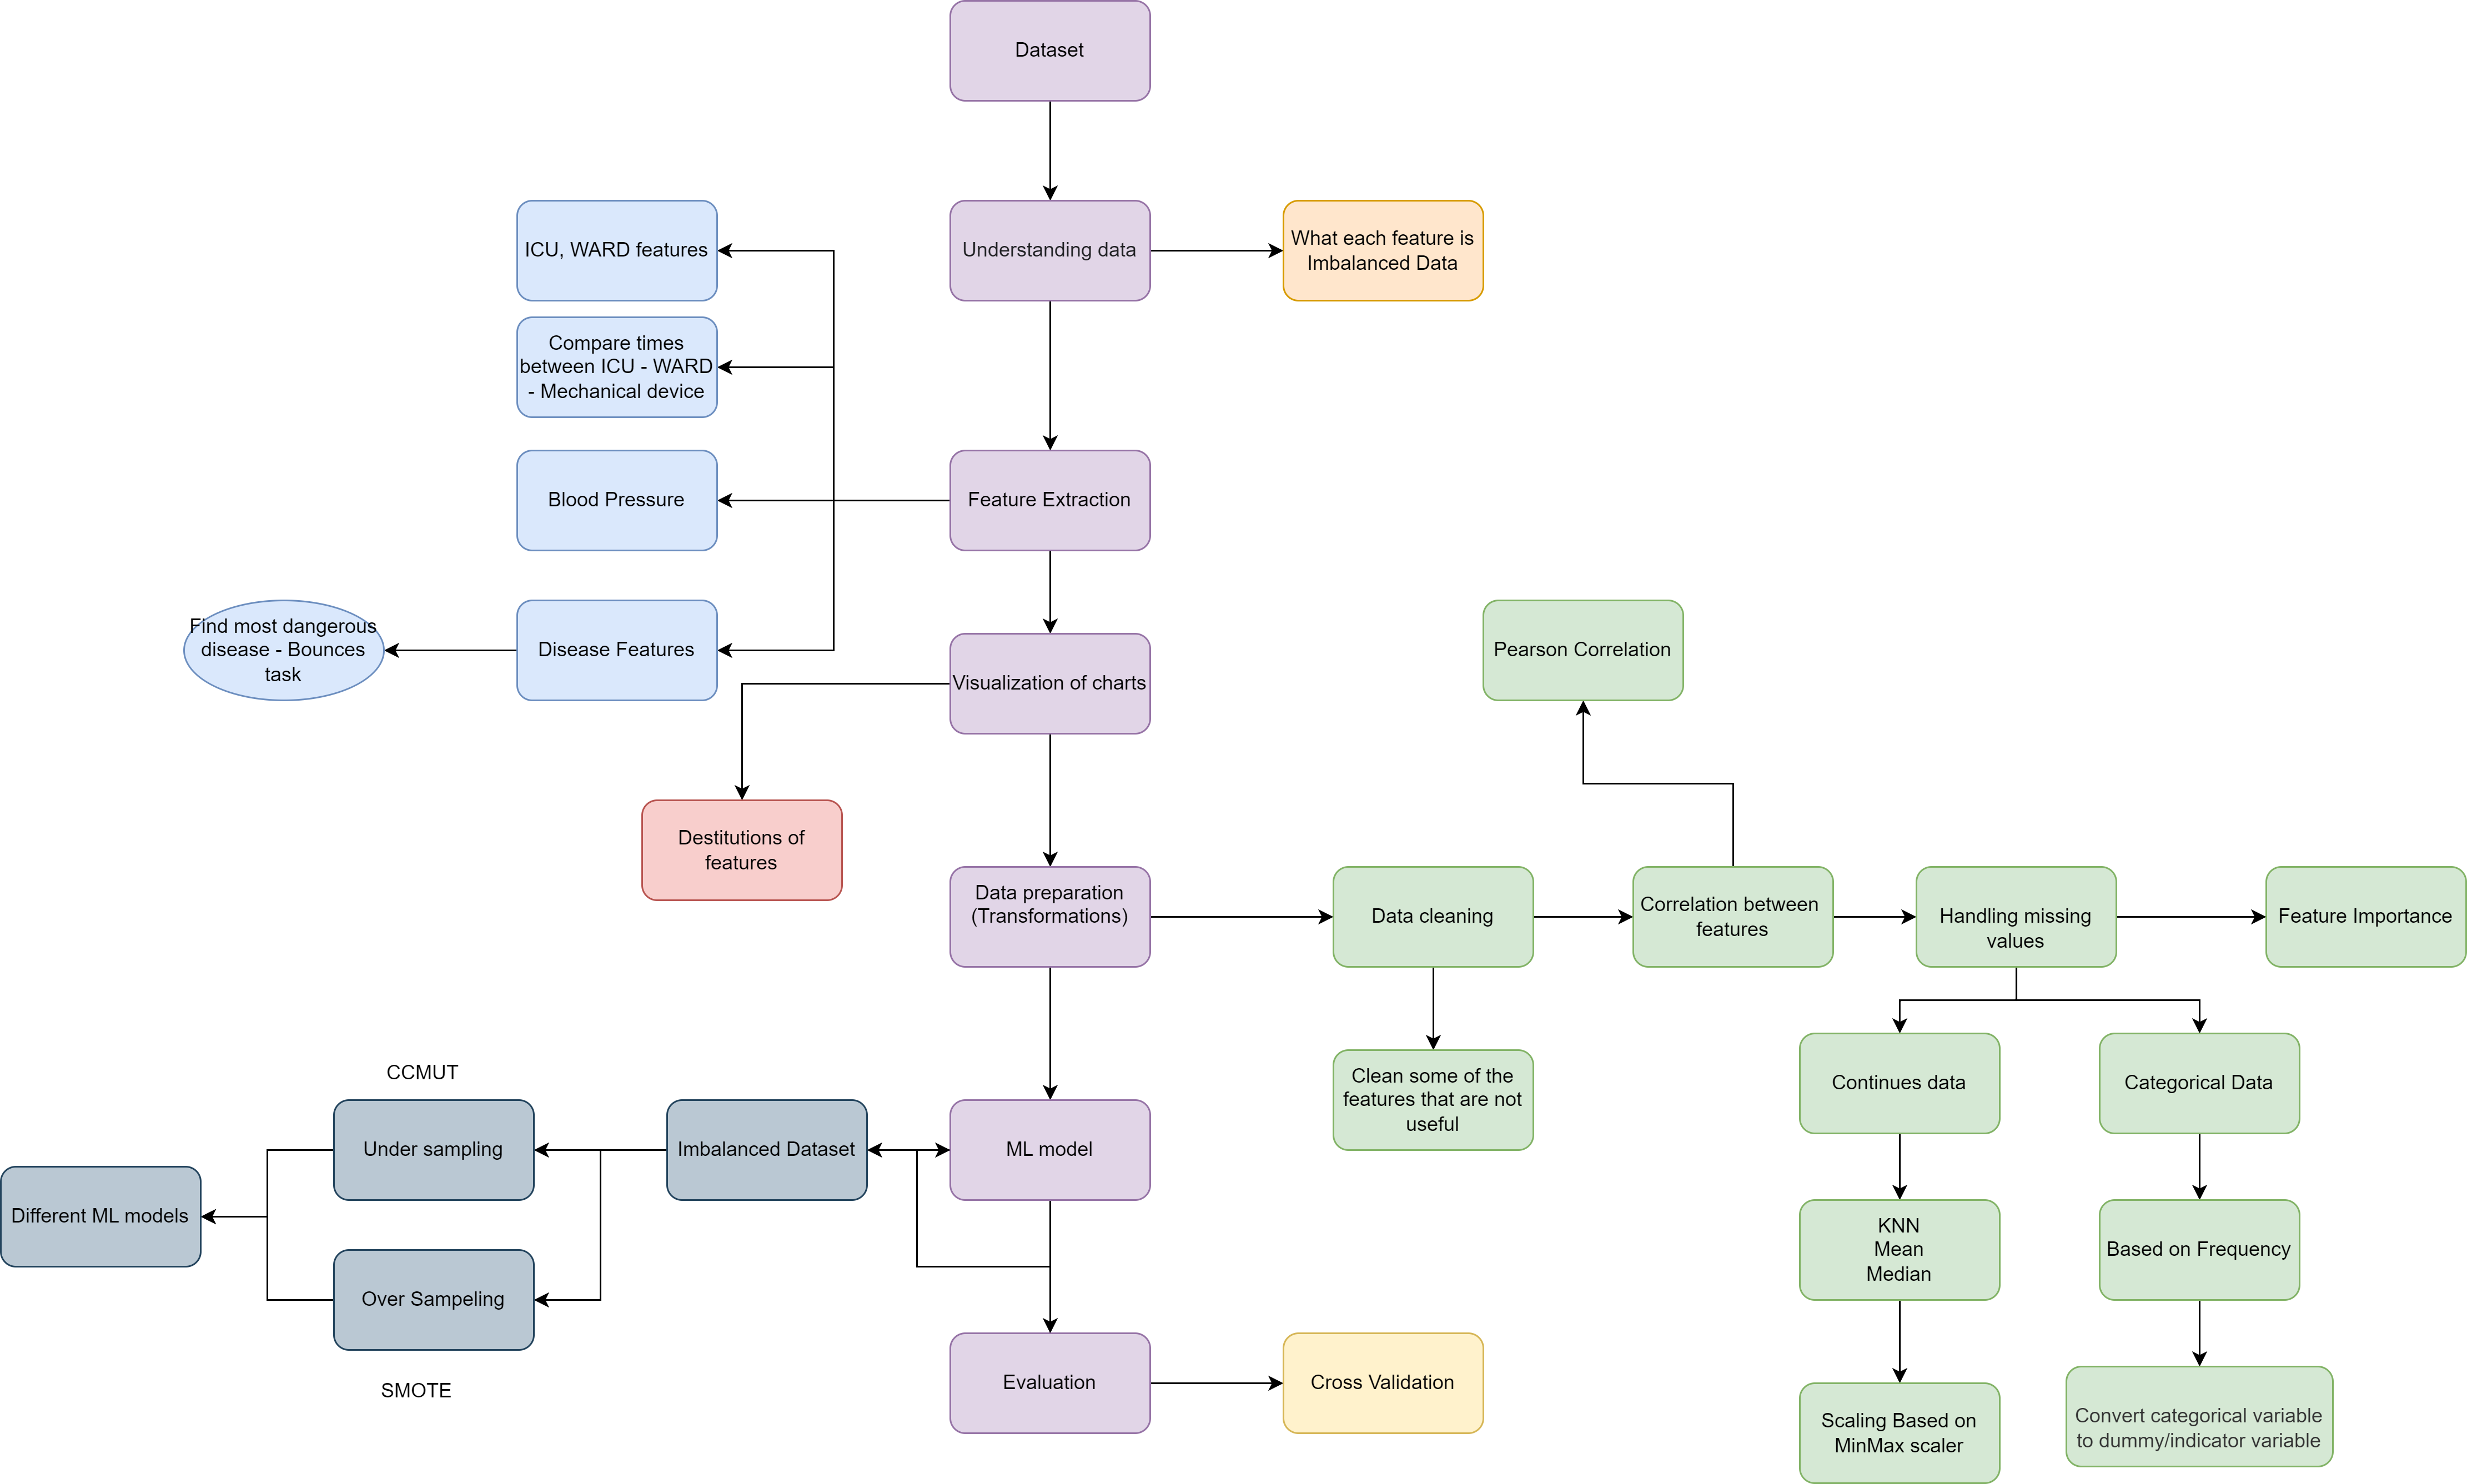 Dataset
ICU, WARD features
Understanding data
What each feature is
Imbalanced Data
Compare times
between ICU - WARD
- Mechanical device
Blood Pressure
Feature Extraction
Find most dangerous
disease - Bounces
task
Disease Features
Visualization of charts
Pearson Correlation
Destitutions of
features
Data preparation
(Transformations)
Data cleaning
Correlation between
features
Handling missing
values
Feature Importance
Clean some of the
features that are not
useful
Continues data
Categorical Data
CCMUT
Under sampling
Imbalanced Dataset
ML model
Different ML models
Over Sampeling
SMOTE
KNN
Mean
Median
Based on Frequency
Evaluation
Cross Validation
Scaling Based on
MinMax scaler
Convert categorical variable
to dummy/indicator variable